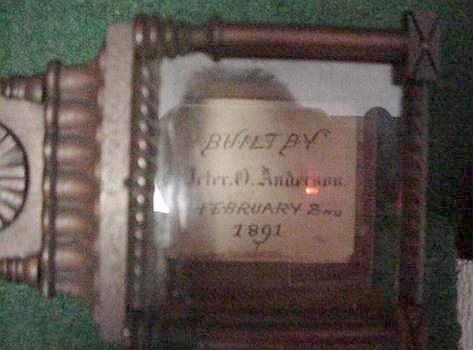 BUILT BY
Peter. O. Anderson.
FEBRUARY 2ND
1891